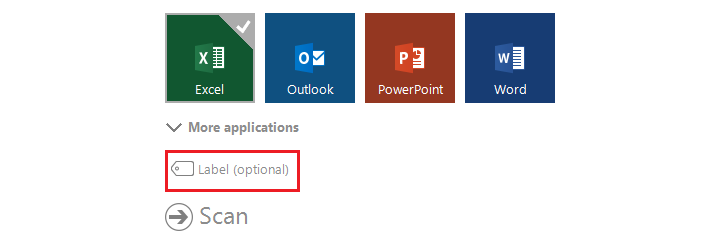 Excel Outlook PowerPoint Word
More applications
Label (optional)
Scan